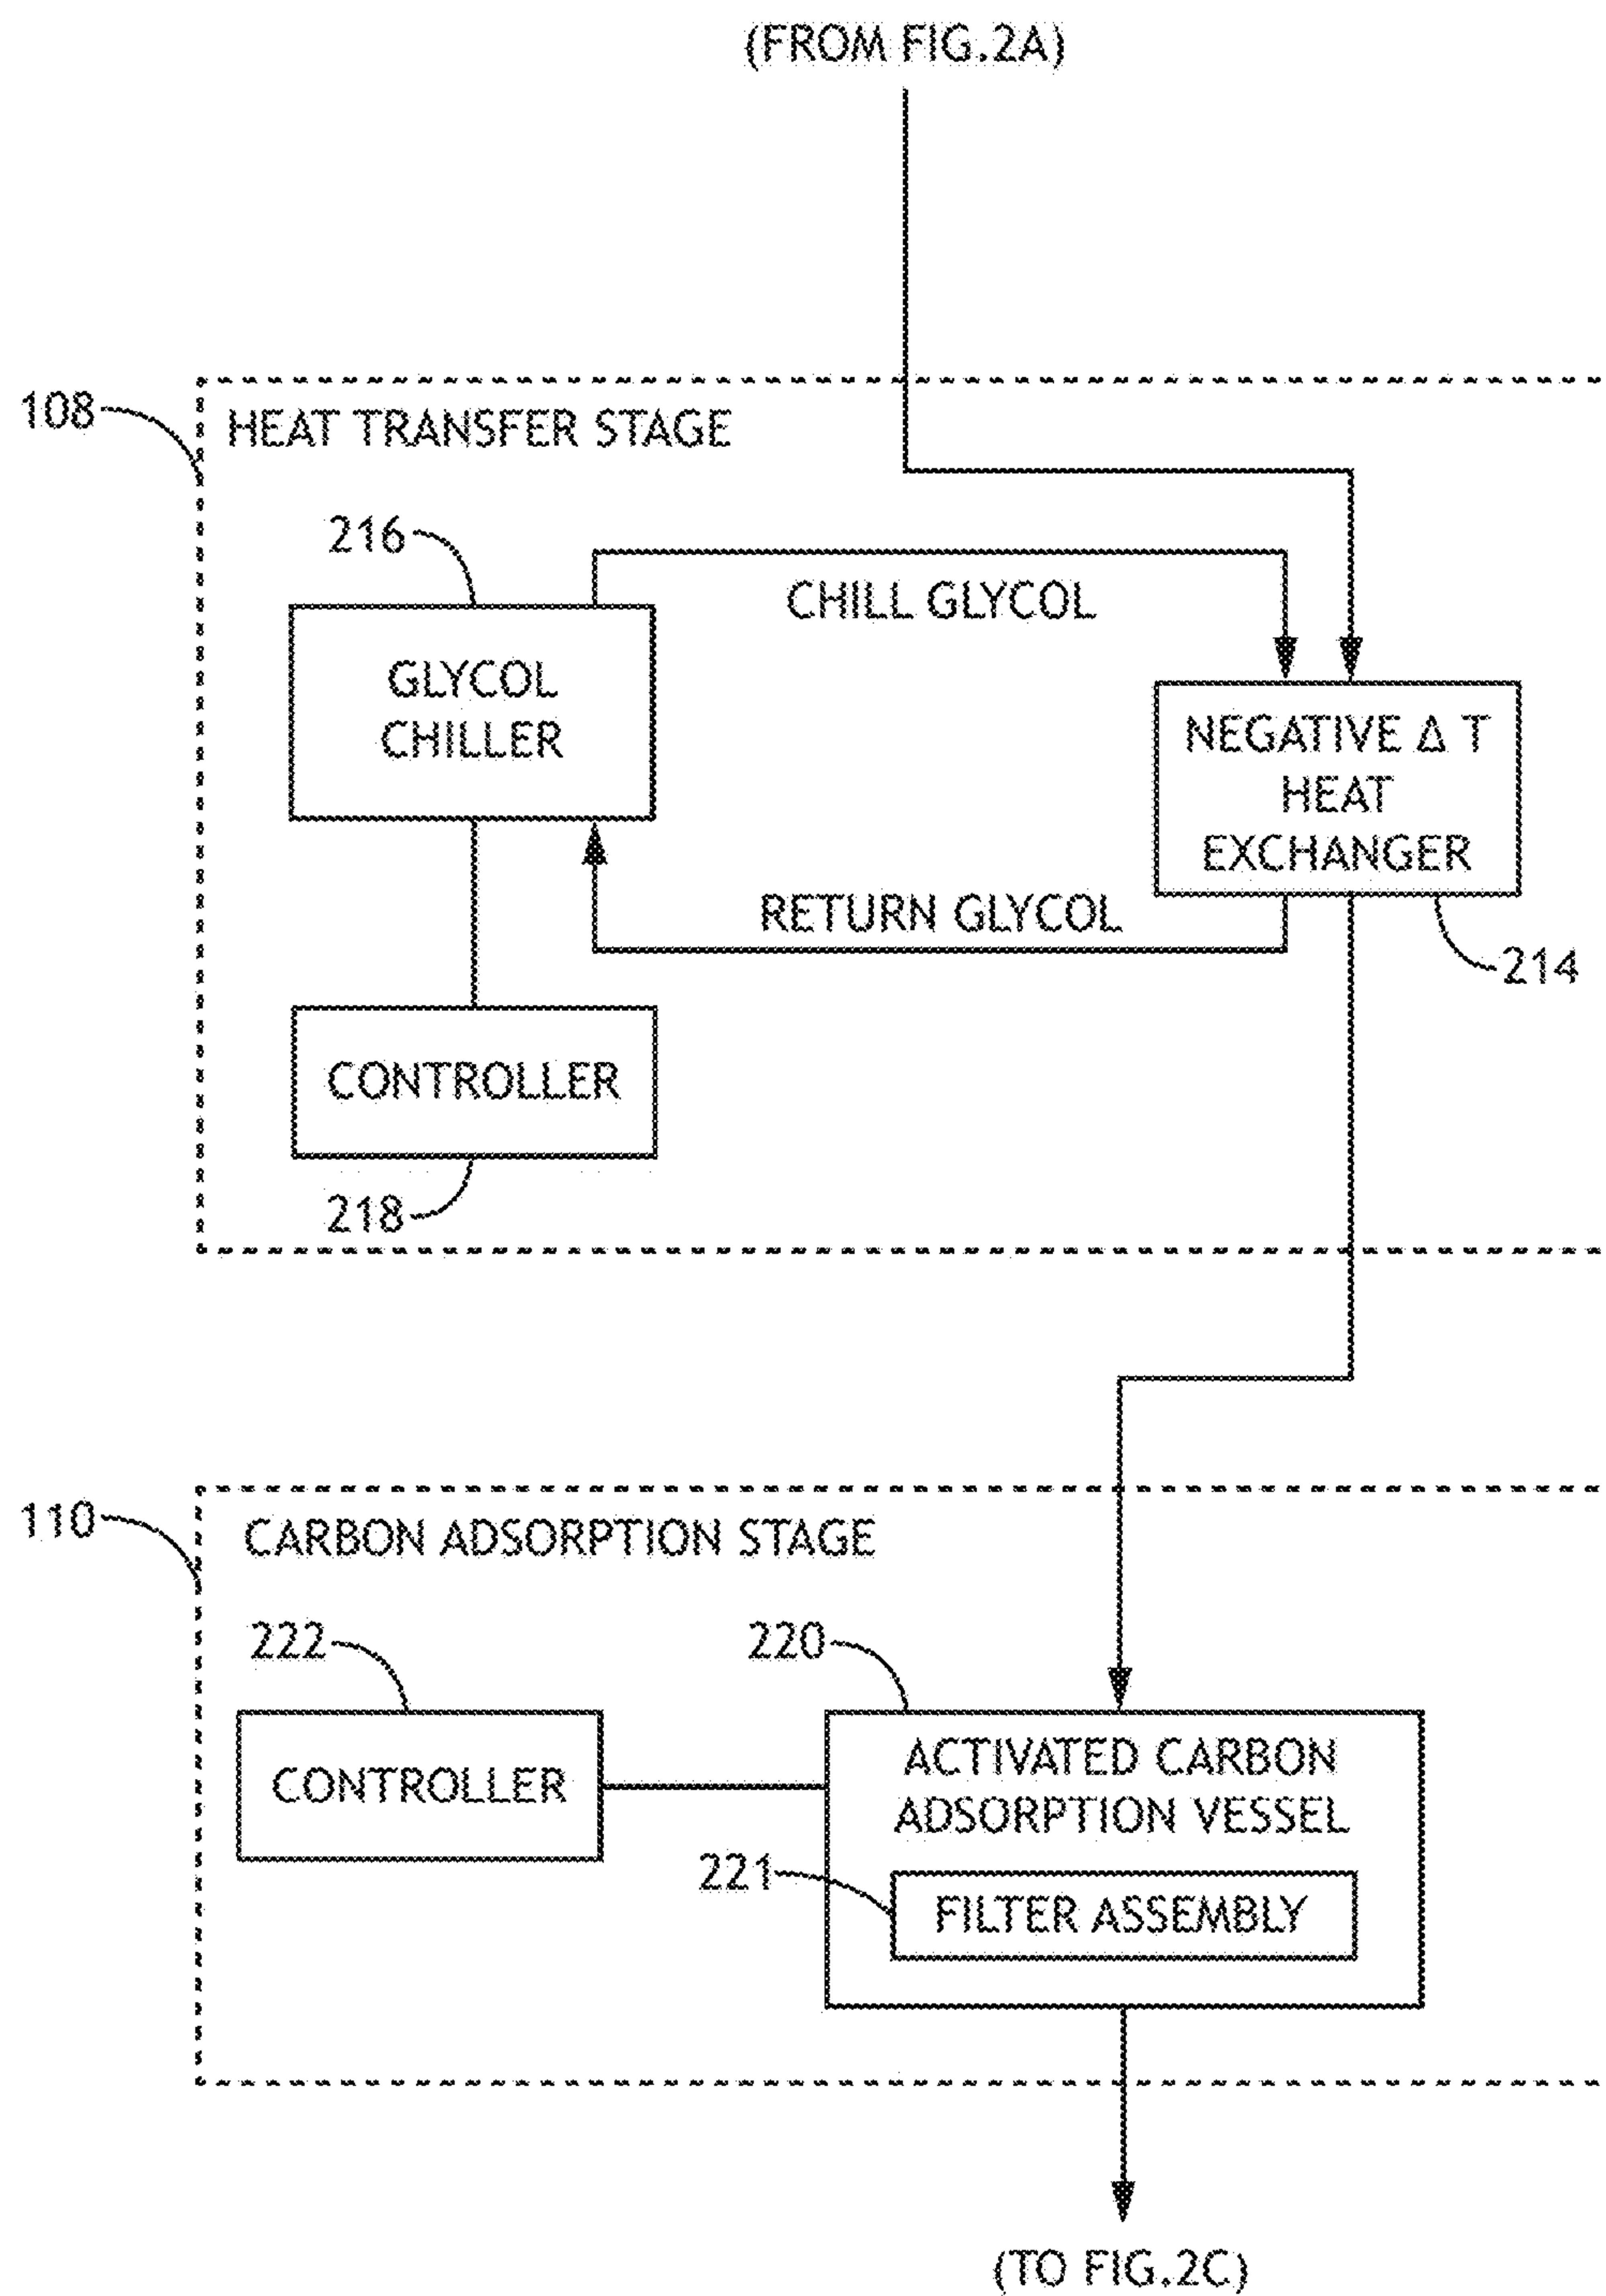 (FROM FIG.2A)
108
HEAT TRANSFER STAGE
216
CHILL GLYCOL
GLYCOL
CHILLER
NEGATIVE Δ T
HEAT
EXCHANGER
RETURN GLYCOL
214
CONTROLLER
218
110
CARBON ADSORPTION STAGE
222
220
CONTROLLER
ACTIVATED CARBON
ADSORPTION VESSEL
221
FILTER ASSEMBLY
(TO FIG.2C)